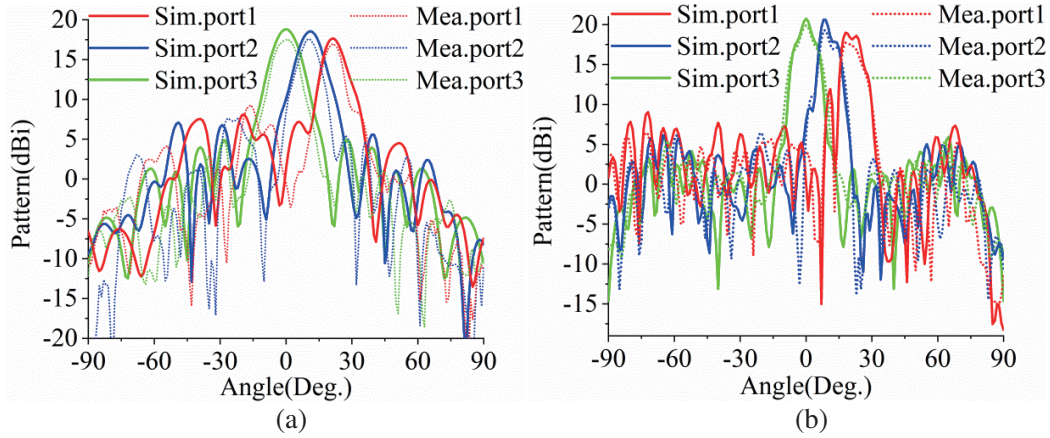 Sim.port1 Mea.port1
Sim.port2 Mea.port2
Sim.port3 Mea.port3
20
15
10
5
0
-5
-10
-15
-20
Pattern(dBi)
-90 -60 -30 0 30 60 90
Angle(Deg.)
(a)
Sim.port1 Mea.port1
Sim.port2 Mea.port2
Sim.port3 Mea.port3
20
15
10
5
0
-5
-10
-15
Pattern(dBi)
-90 -60 -30 0 30 60 90
Angle(Deg.)
(b)